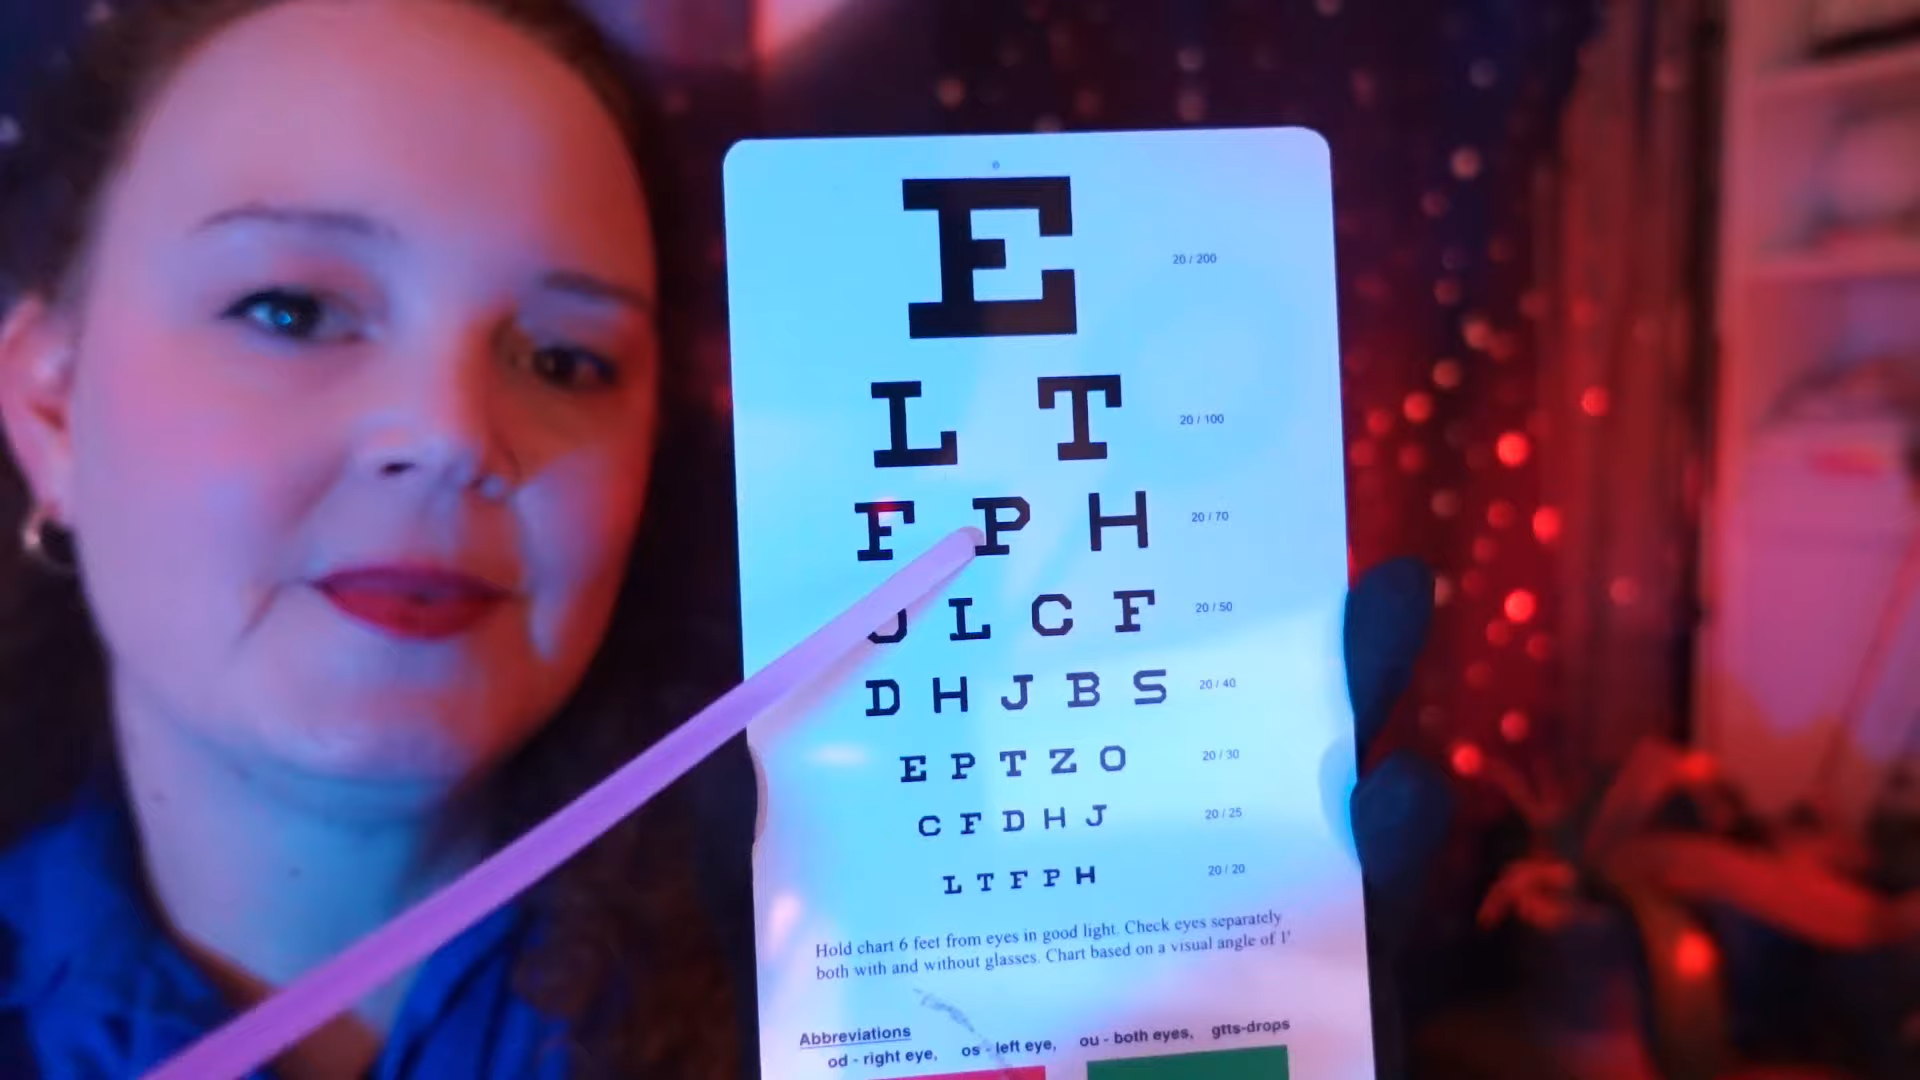 E 20 / 200
L T 20 / 100
F P H 20 / 70
L C F 20 / 50
D H J B S 20 / 40
E P T Z O 20 / 30
C F D H J 20 / 25
L T F P H 20 / 20
Hold chart 6 feet from eyes in good light. Check eyes separately
both with and without glasses. Chart based on a visual angle of 1'
Abbreviations
od - right eye, os - left eye, ou - both eyes, gtts-drops